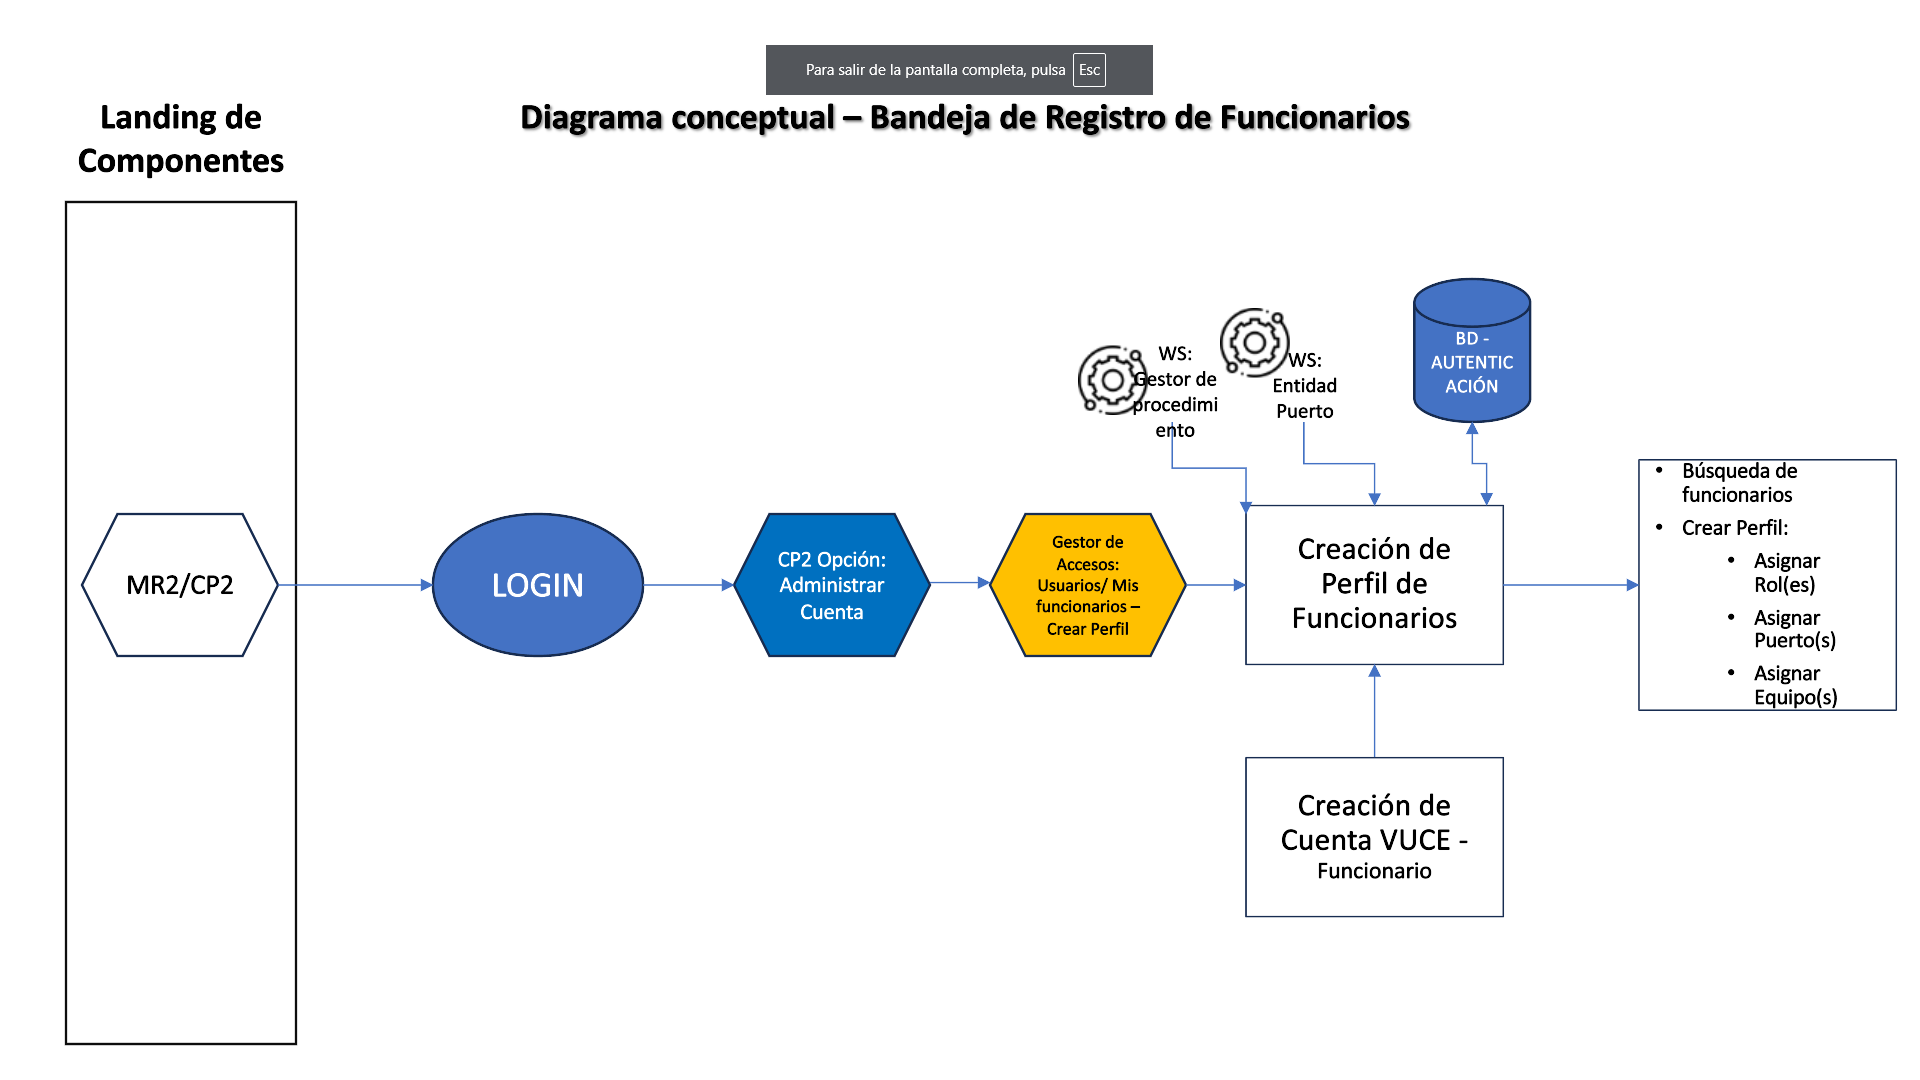 Para salir de la pantalla completa, pulsa Esc
Landing de
Componentes
Diagrama conceptual – Bandeja de Registro de Funcionarios
MR2/CP2
LOGIN
CP2 Opción:
Administrar
Cuenta
Gestor de
Accesos:
Usuarios/ Mis
funcionarios –
Crear Perfil
WS:
Gestor de
procedimi
ento
WS:
Entidad
Puerto
BD -
AUTENTIC
ACIÓN
Creación de
Perfil de
Funcionarios
• Búsqueda de
funcionarios
• Crear Perfil:
• Asignar
Rol(es)
• Asignar
Puerto(s)
• Asignar
Equipo(s)
Creación de
Cuenta VUCE -
Funcionario